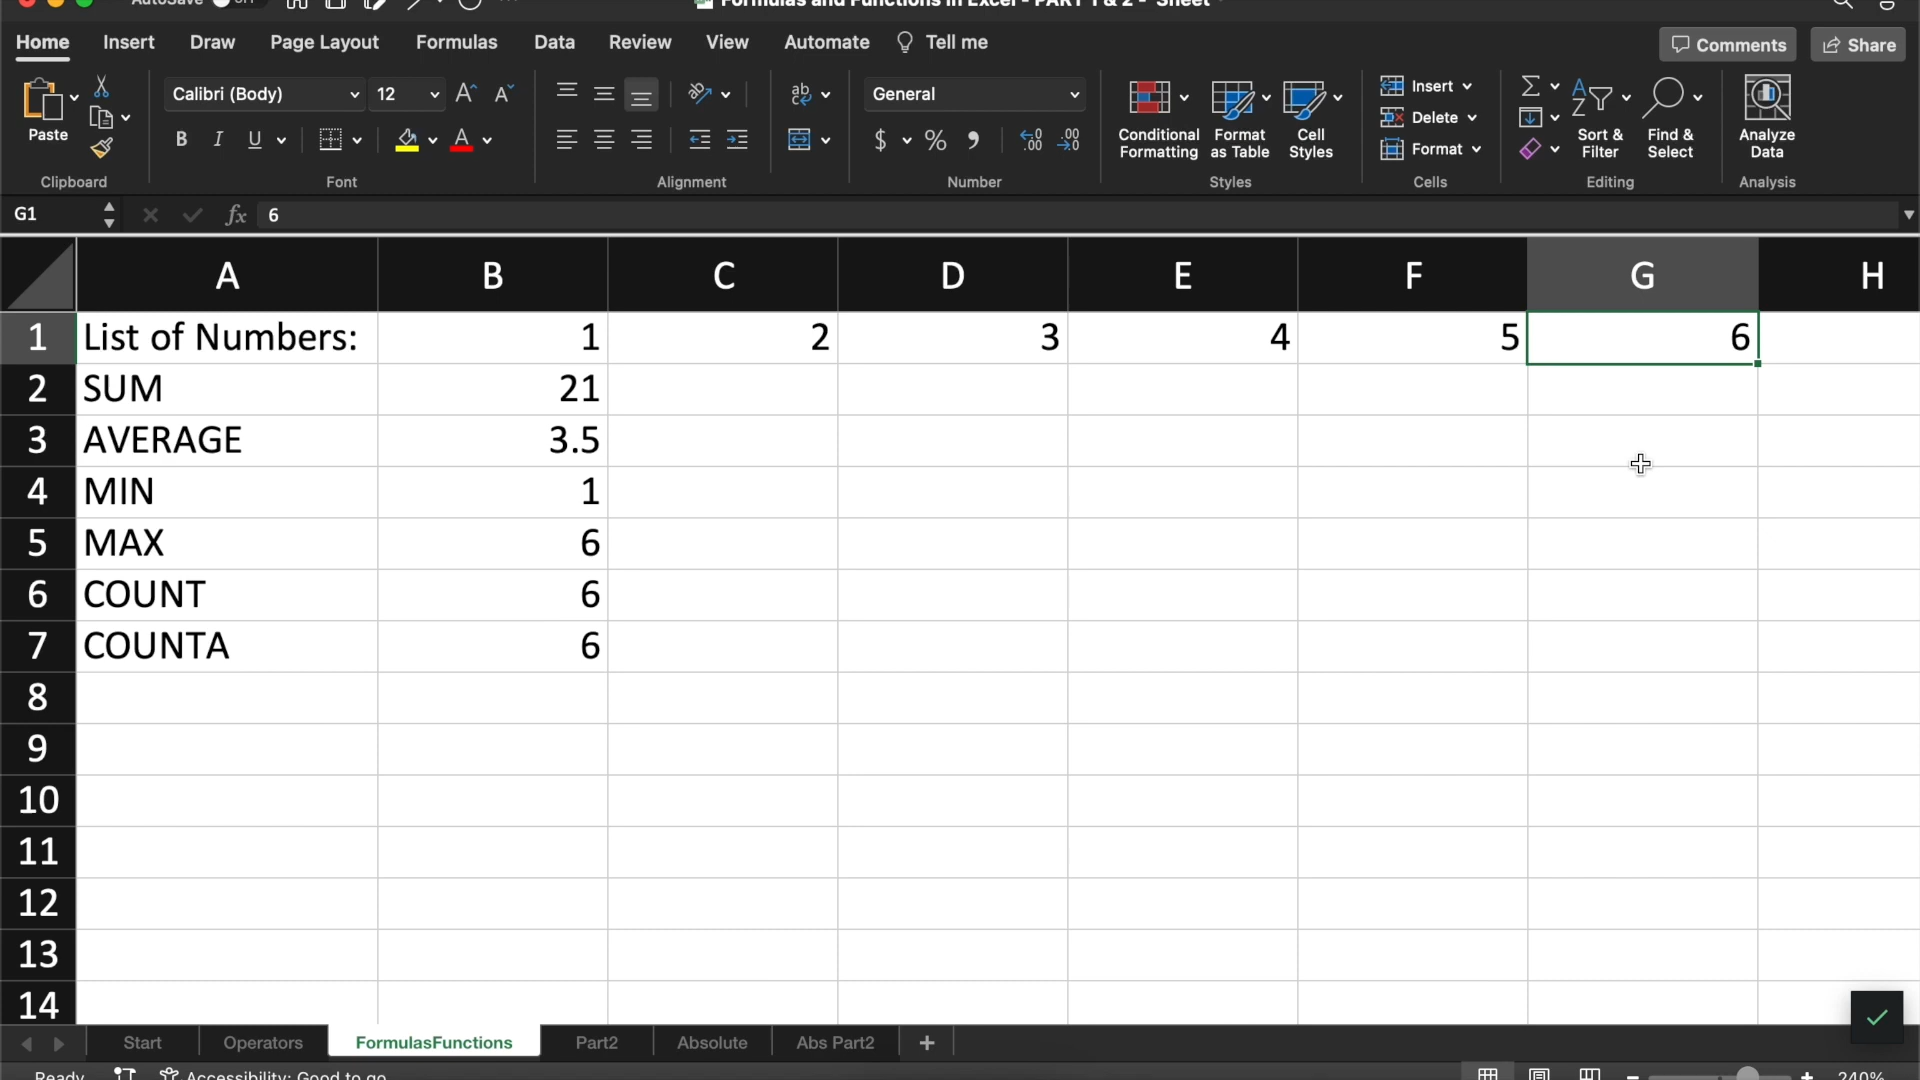 AutoSave OFF
Formulas and Functions in Excel - PART 1 & 2 - Sheet
Home Insert Draw Page Layout Formulas Data Review View Automate Tell me Comments Share
Paste Calibri (Body) 12 General Conditional Formatting Format as Table Cell Styles Insert Delete Format Sort & Filter Find & Select Analyze Data
Clipboard Font Alignment Number Styles Cells Editing Analysis
G1 fx 6
A B C D E F G H
1 List of Numbers: 1 2 3 4 5 6
2 SUM 21
3 AVERAGE 3.5
4 MIN 1
5 MAX 6
6 COUNT 6
7 COUNTA 6
8
9
10
11
12
13
14
Start Operators FormulasFunctions Part2 Absolute Abs Part2 +
Ready Accessibility: Good to go 240%